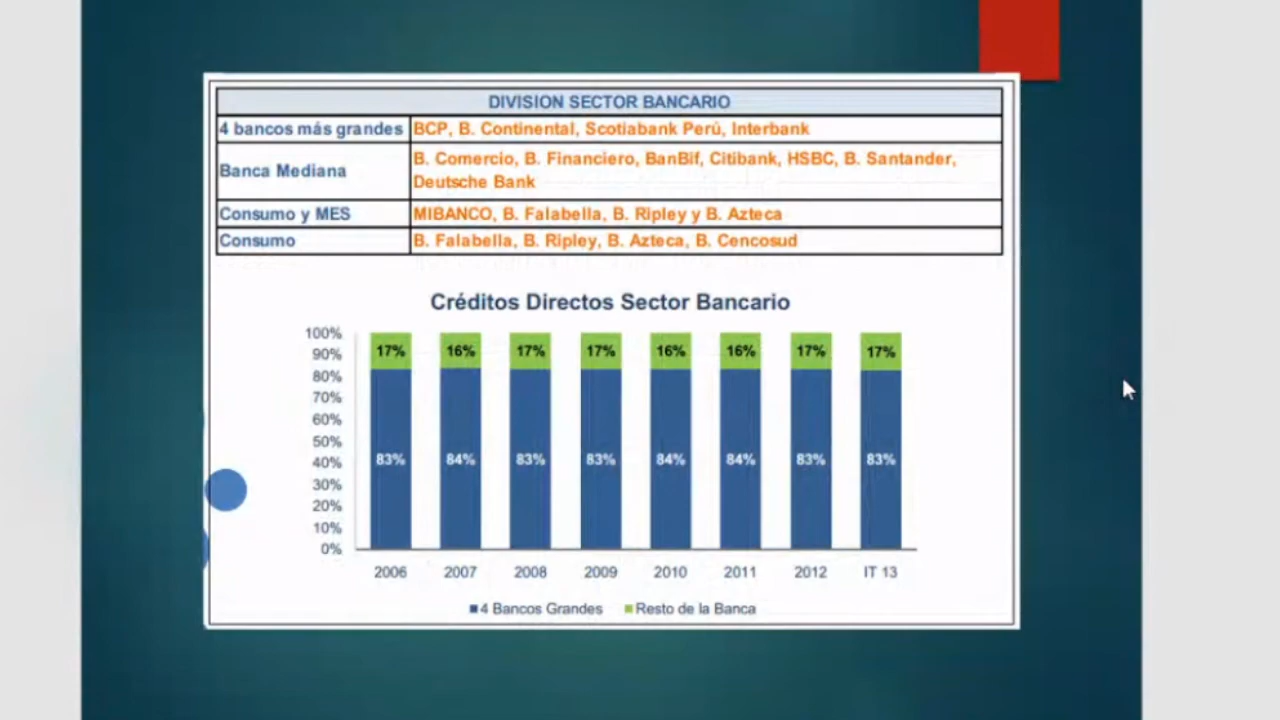 DIVISION SECTOR BANCARIO
4 bancos más grandes BCP, B. Continental, Scotiabank Perú, Interbank
Banca Mediana B. Comercio, B. Financiero, BanBif, Citibank, HSBC, B. Santander,
Deutsche Bank
Consumo y MES MIBANCO, B. Falabella, B. Ripley y B. Azteca
Consumo B. Falabella, B. Ripley, B. Azteca, B. Cencosud
Créditos Directos Sector Bancario
100%
90%
80%
70%
60%
50%
40%
30%
20%
10%
0%
17% 16% 17% 17% 16% 16% 17% 17%
83% 84% 83% 83% 84% 84% 83% 83%
2006 2007 2008 2009 2010 2011 2012 IT 13
4 Bancos Grandes Resto de la Banca